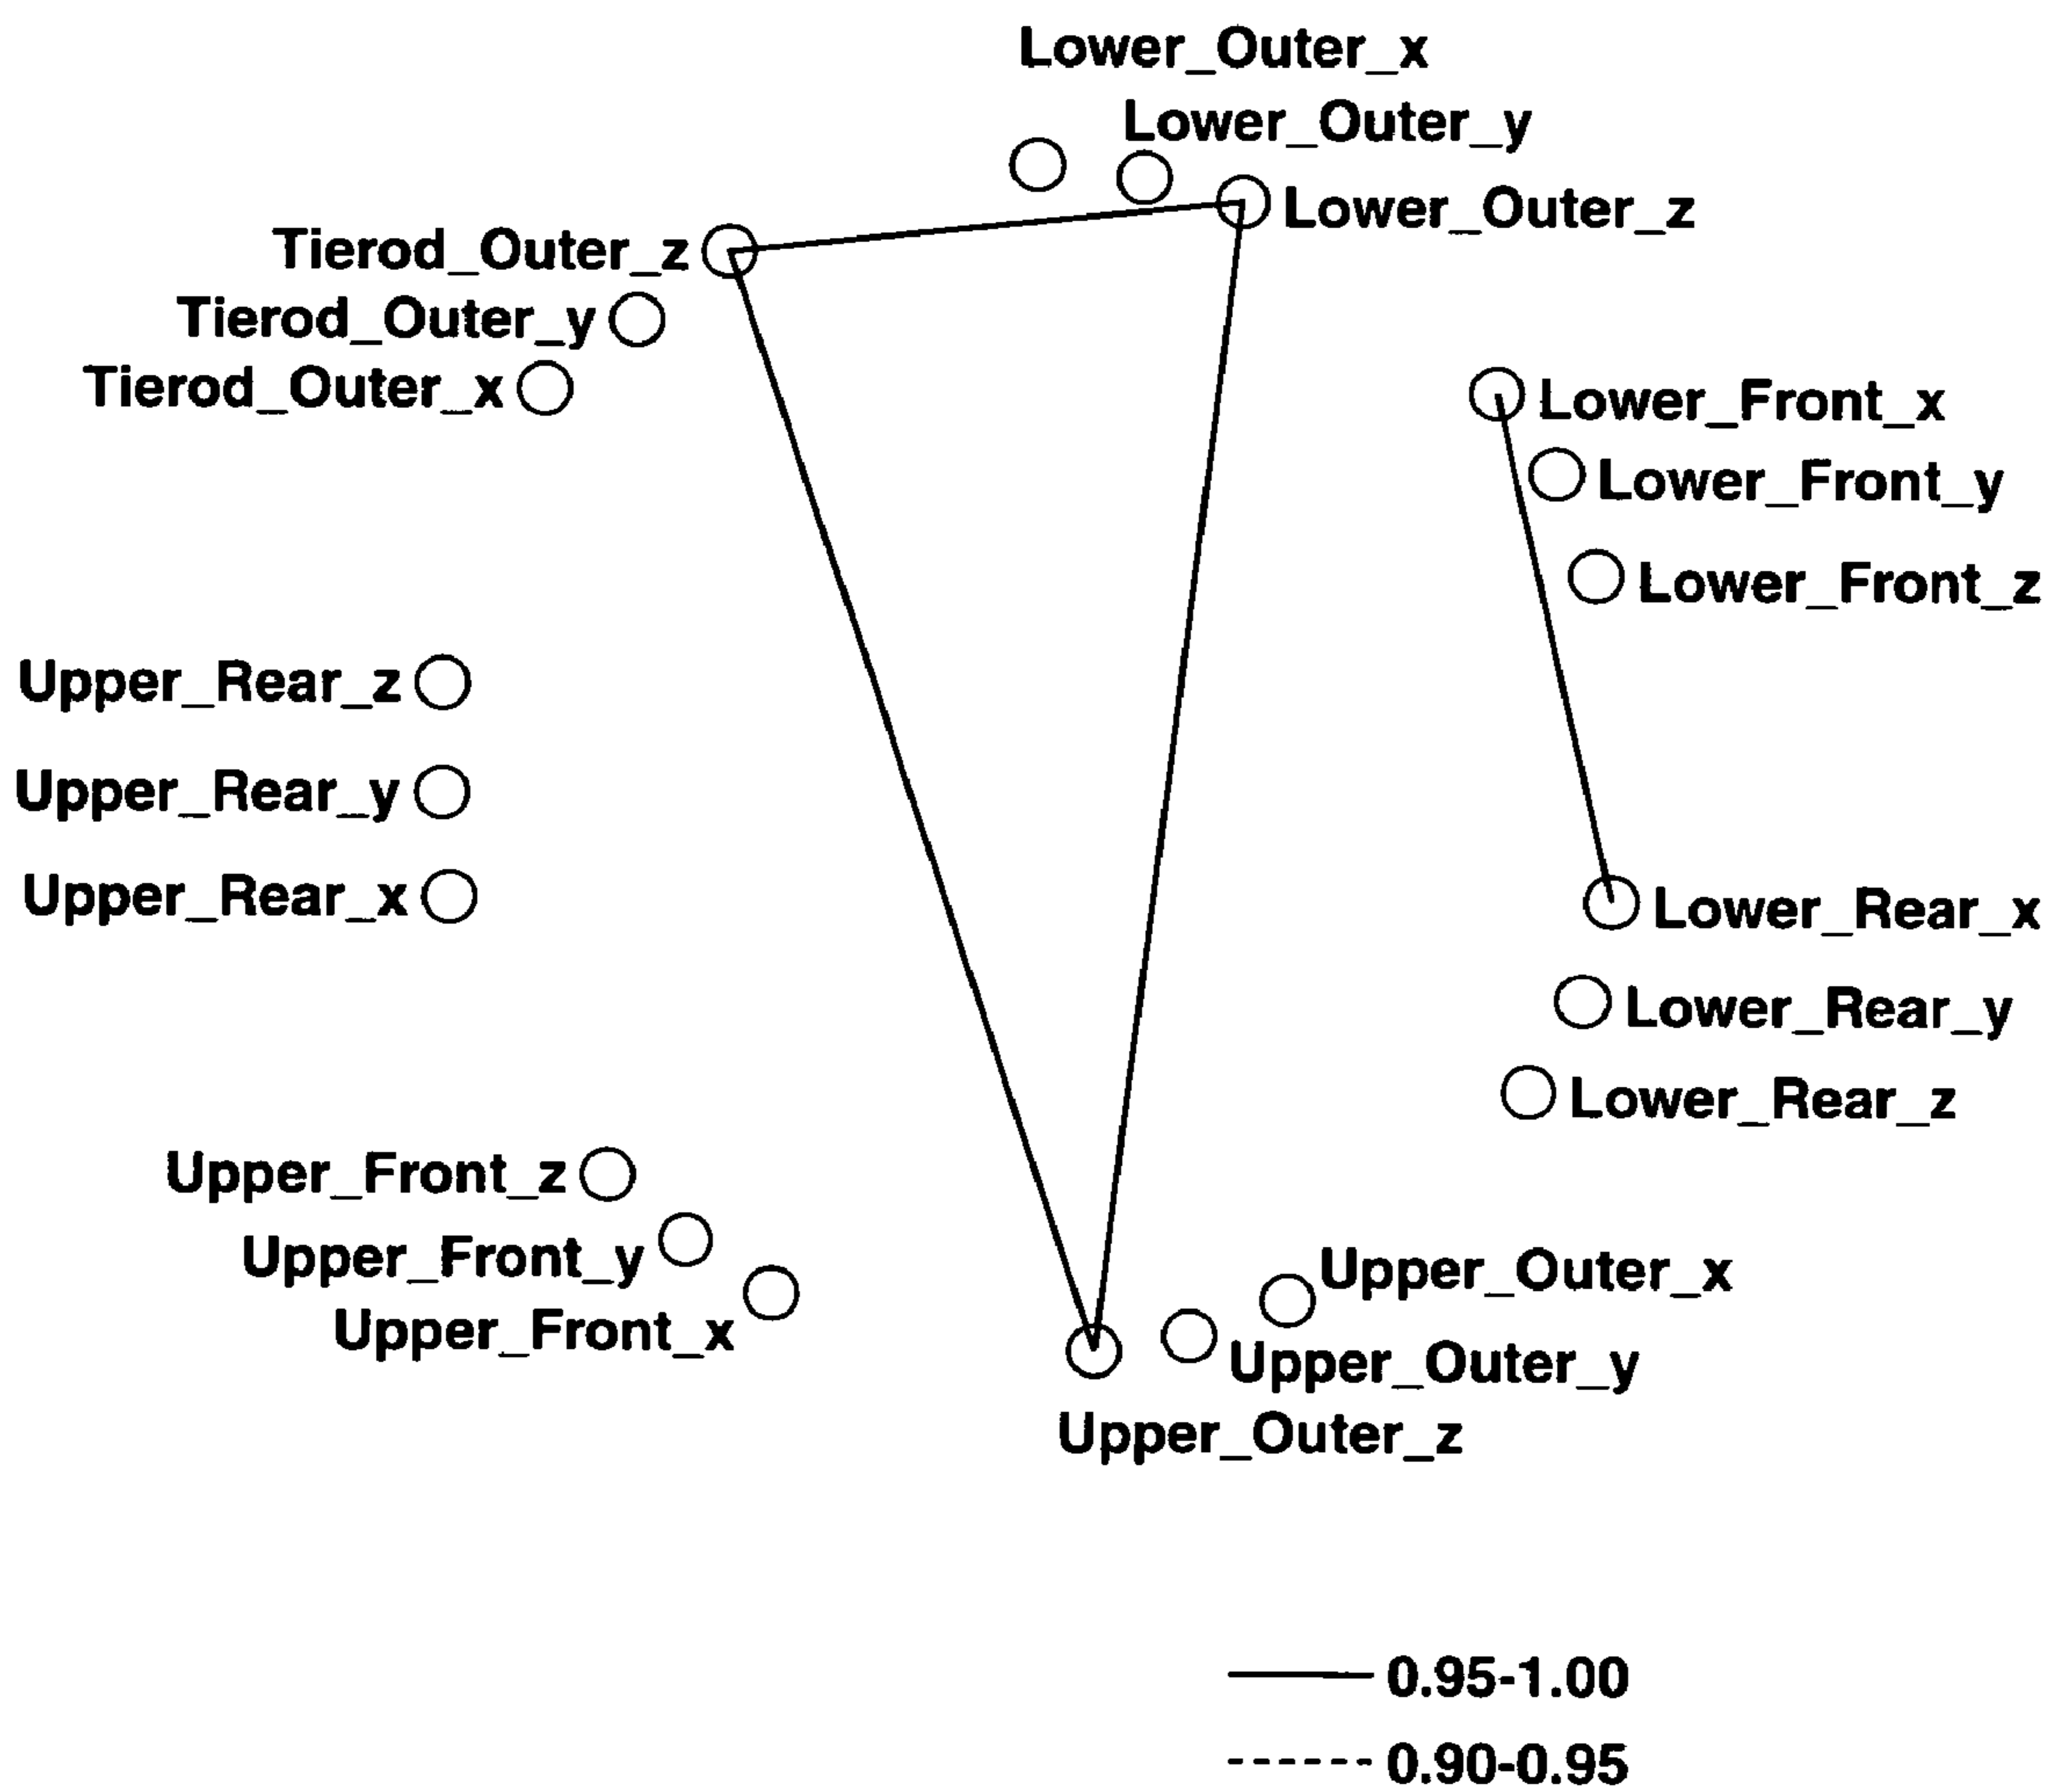 Lower_Outer_x
Lower_Outer_y
Lower_Outer_z
Tierod_Outer_z
Tierod_Outer_y
Tierod_Outer_x
Lower_Front_x
Lower_Front_y
Lower_Front_z
Upper_Rear_z
Upper_Rear_y
Upper_Rear_x
Lower_Rear_x
Lower_Rear_y
Lower_Rear_z
Upper_Front_z
Upper_Front_y
Upper_Front_x
Upper_Outer_x
Upper_Outer_y
Upper_Outer_z
0.95-1.00
0.90-0.95